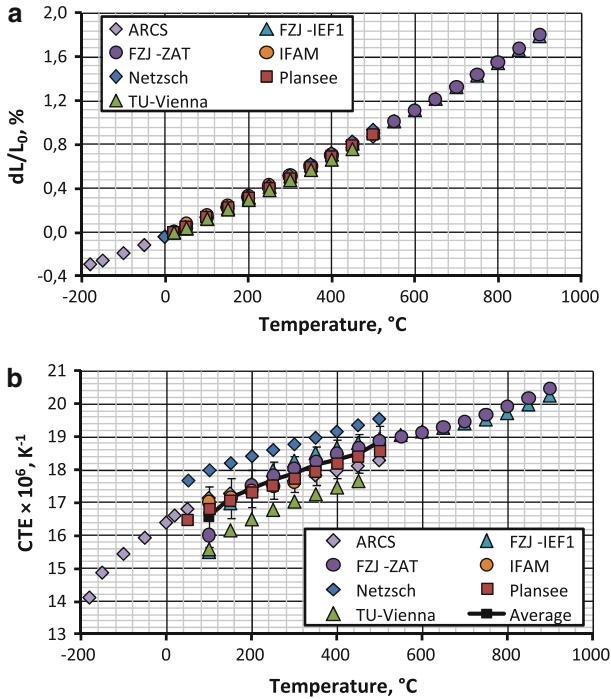 a
2,0
1,6
1,2
0,8
0,4
0,0
-0,4
dL/L0, %
ARCS
FZJ -IEF1
FZJ -ZAT
IFAM
Netzsch
Plansee
TU-Vienna
-200
0
200
400
600
800
1000
Temperature, °C
b
21
20
19
18
17
16
15
14
13
CTE × 10⁶, K⁻¹
ARCS
FZJ -IEF1
FZJ -ZAT
IFAM
Netzsch
Plansee
TU-Vienna
Average
-200
0
200
400
600
800
1000
Temperature, °C